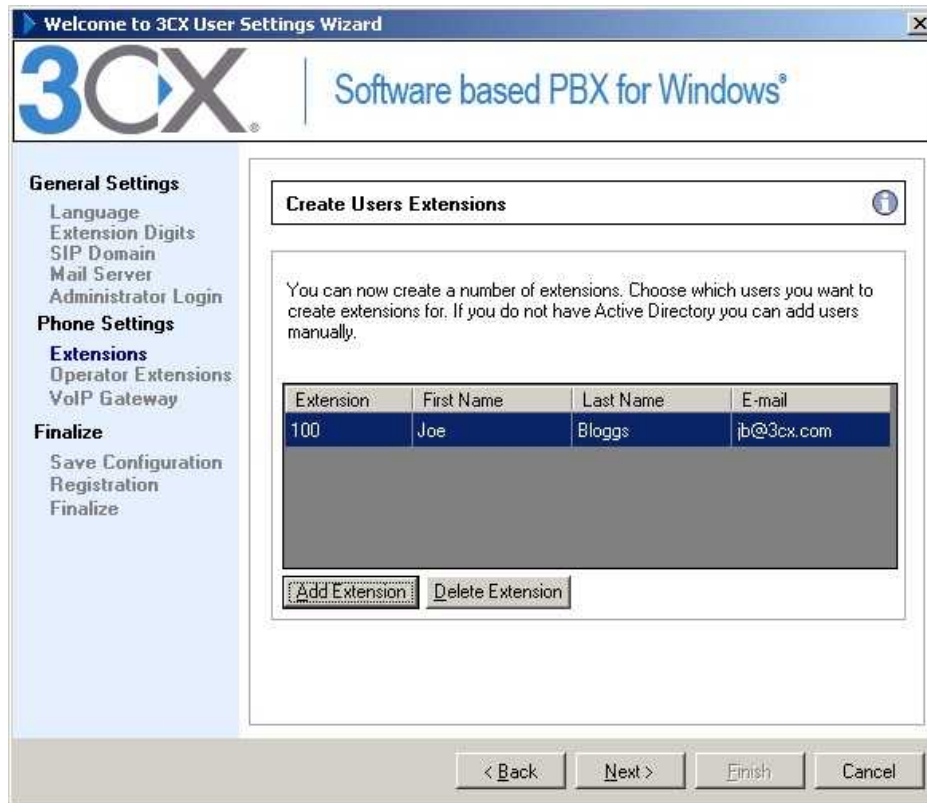 Welcome to 3CX User Settings Wizard
3CX®
Software based PBX for Windows®
General Settings
Language
Extension Digits
SIP Domain
Mail Server
Administrator Login
Phone Settings
Extensions
Operator Extensions
VoIP Gateway
Finalize
Save Configuration
Registration
Finalize
Create Users Extensions
You can now create a number of extensions. Choose which users you want to
create extensions for. If you do not have Active Directory you can add users
manually.
Extension First Name Last Name E-mail
100 Joe Bloggs jb@3cx.com
Add Extension Delete Extension
< Back Next > Finish Cancel